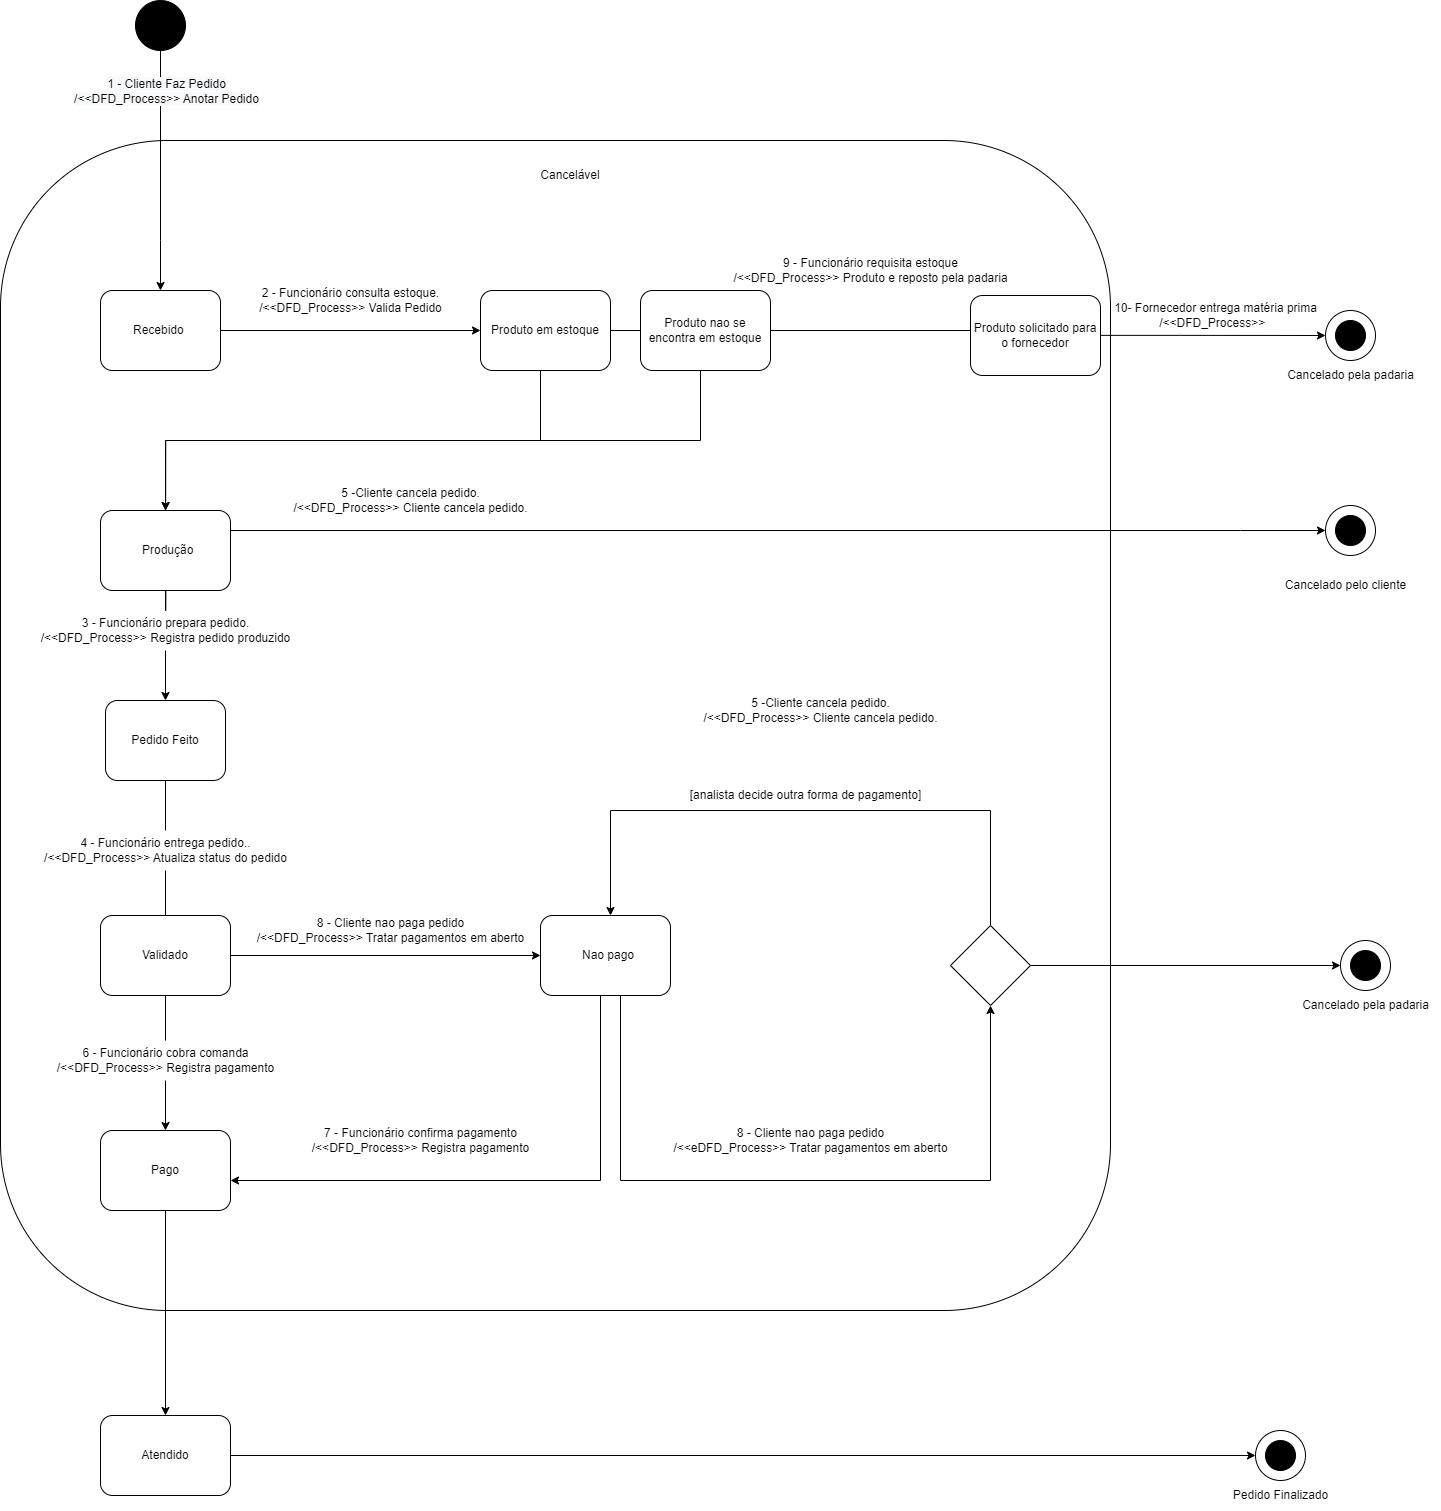 1 - Cliente Faz Pedido
/<<DFD_Process>> Anotar Pedido
Cancelável
9 - Funcionário requisita estoque
/<<DFD_Process>> Produto e reposto pela padaria
2 - Funcionário consulta estoque.
/<<DFD_Process>> Valida Pedido
10- Fornecedor entrega matéria prima
/<<DFD_Process>>
Recebido
Produto em estoque
Produto nao se
encontra em estoque
Produto solicitado para
o fornecedor
Cancelado pela padaria
5 -Cliente cancela pedido.
/<<DFD_Process>> Cliente cancela pedido.
Produção
Cancelado pelo cliente
3 - Funcionário prepara pedido.
/<<DFD_Process>> Registra pedido produzido
5 -Cliente cancela pedido.
/<<DFD_Process>> Cliente cancela pedido.
Pedido Feito
[analista decide outra forma de pagamento]
4 - Funcionário entrega pedido..
/<<DFD_Process>> Atualiza status do pedido
8 - Cliente nao paga pedido
/<<DFD_Process>> Tratar pagamentos em aberto
Validado
Nao pago
Cancelado pela padaria
6 - Funcionário cobra comanda
/<<DFD_Process>> Registra pagamento
7 - Funcionário confirma pagamento
/<<DFD_Process>> Registra pagamento
8 - Cliente nao paga pedido
/<<eDFD_Process>> Tratar pagamentos em aberto
Pago
Atendido
Pedido Finalizado